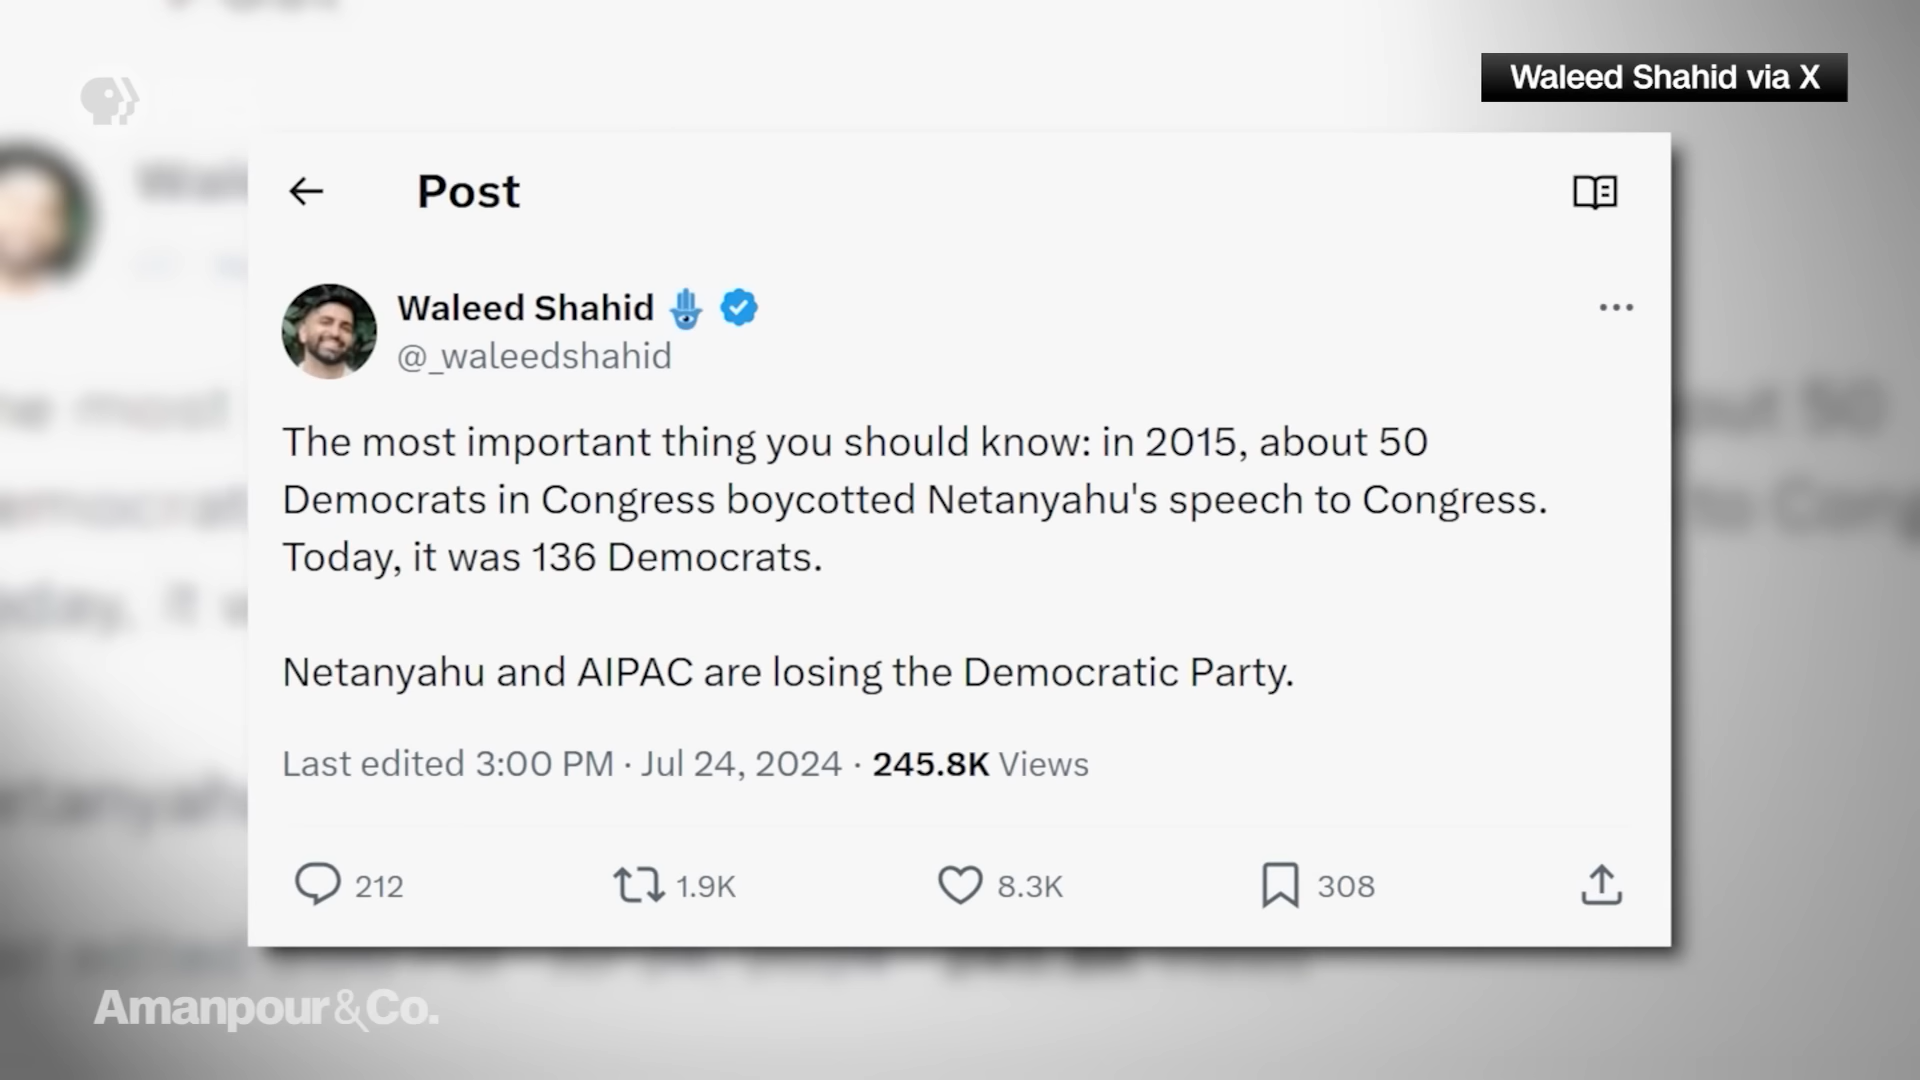 Waleed Shahid via X
Post
Waleed Shahid
@_waleedshahid
The most important thing you should know: in 2015, about 50
Democrats in Congress boycotted Netanyahu's speech to Congress.
Today, it was 136 Democrats.
Netanyahu and AIPAC are losing the Democratic Party.
Last edited 3:00 PM · Jul 24, 2024 · 245.8K Views
212 1.9K 8.3K 308
Amanpour&Co.